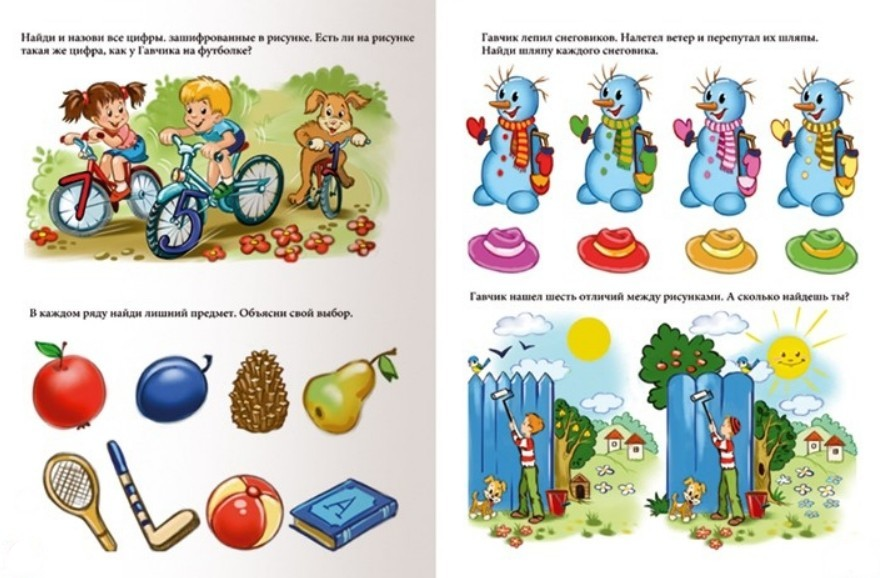 Найди и назови все цифры, зашифрованные в рисунке. Есть ли на рисунке
такая же цифра, как у Гавчика на футболке?
5
В каждом ряду найди лишний предмет. Объясни свой выбор.
А
Гавчик лепил снеговиков. Налетел ветер и перепутал их шляпы.
Найди шляпу каждого снеговика.
Гавчик нашел шесть отличий между рисунками. А сколько найдешь ты?